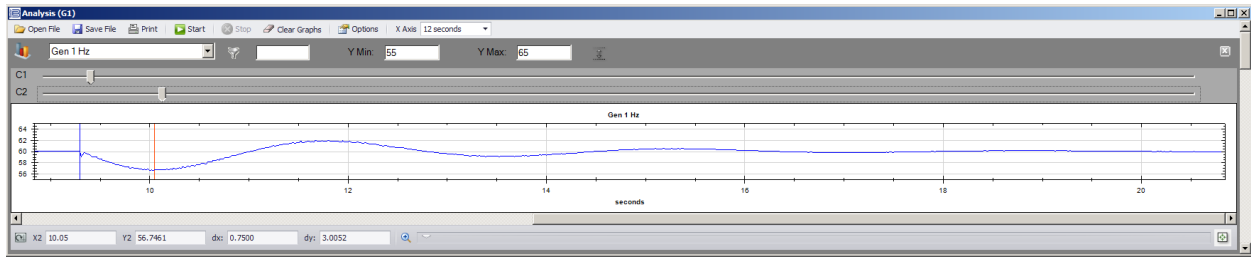 Analysis (G1)
Open File Save File Print Start Stop Clear Graphs Options X Axis 12 seconds
Gen 1 Hz Y Min: 55 Y Max: 65
C1
C2
Gen 1 Hz
64
62
60
58
56
10 12 14 16 18 20
seconds
X2 10.05 Y2 56.7461 dx: 0.7500 dy: 3.0052